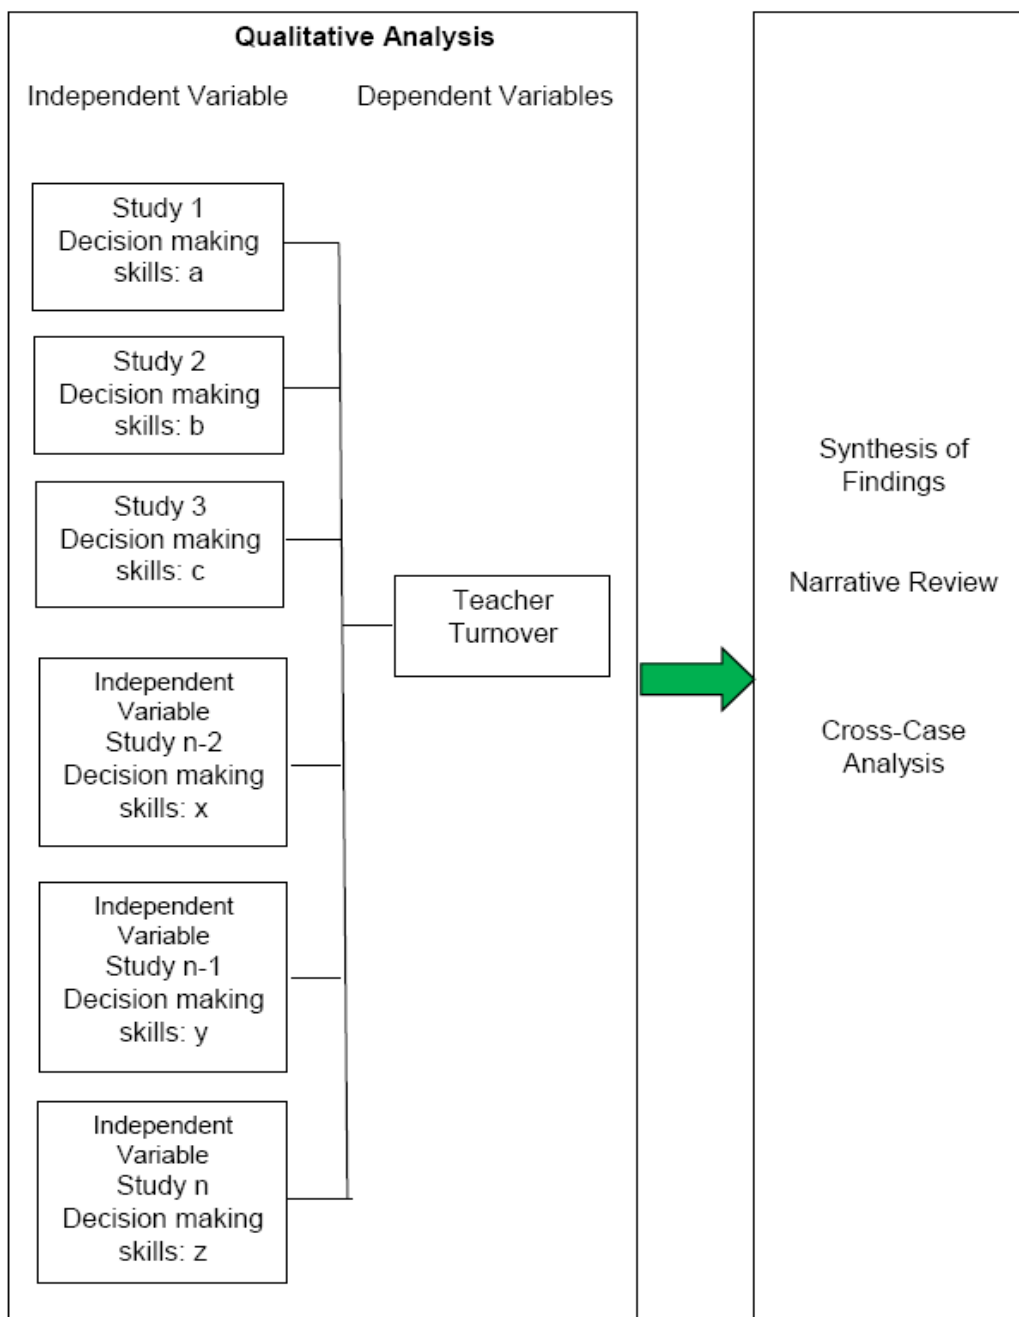 Qualitative Analysis
Independent Variable
Dependent Variables
Study 1
Decision making
skills: a
Study 2
Decision making
skills: b
Study 3
Decision making
skills: c
Independent
Variable
Study n-2
Decision making
skills: x
Independent
Variable
Study n-1
Decision making
skills: y
Independent
Variable
Study n
Decision making
skills: z
Teacher
Turnover
Synthesis of
Findings
Narrative Review
Cross-Case
Analysis